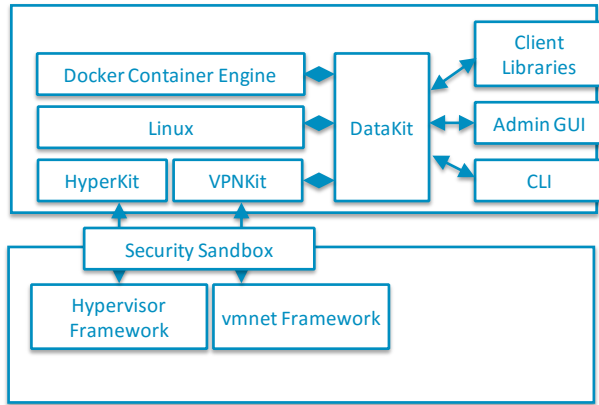 Client
Libraries
Docker Container Engine
Linux
DataKit
Admin GUI
HyperKit
VPNKit
CLI
Security Sandbox
Hypervisor
Framework
vmnet Framework